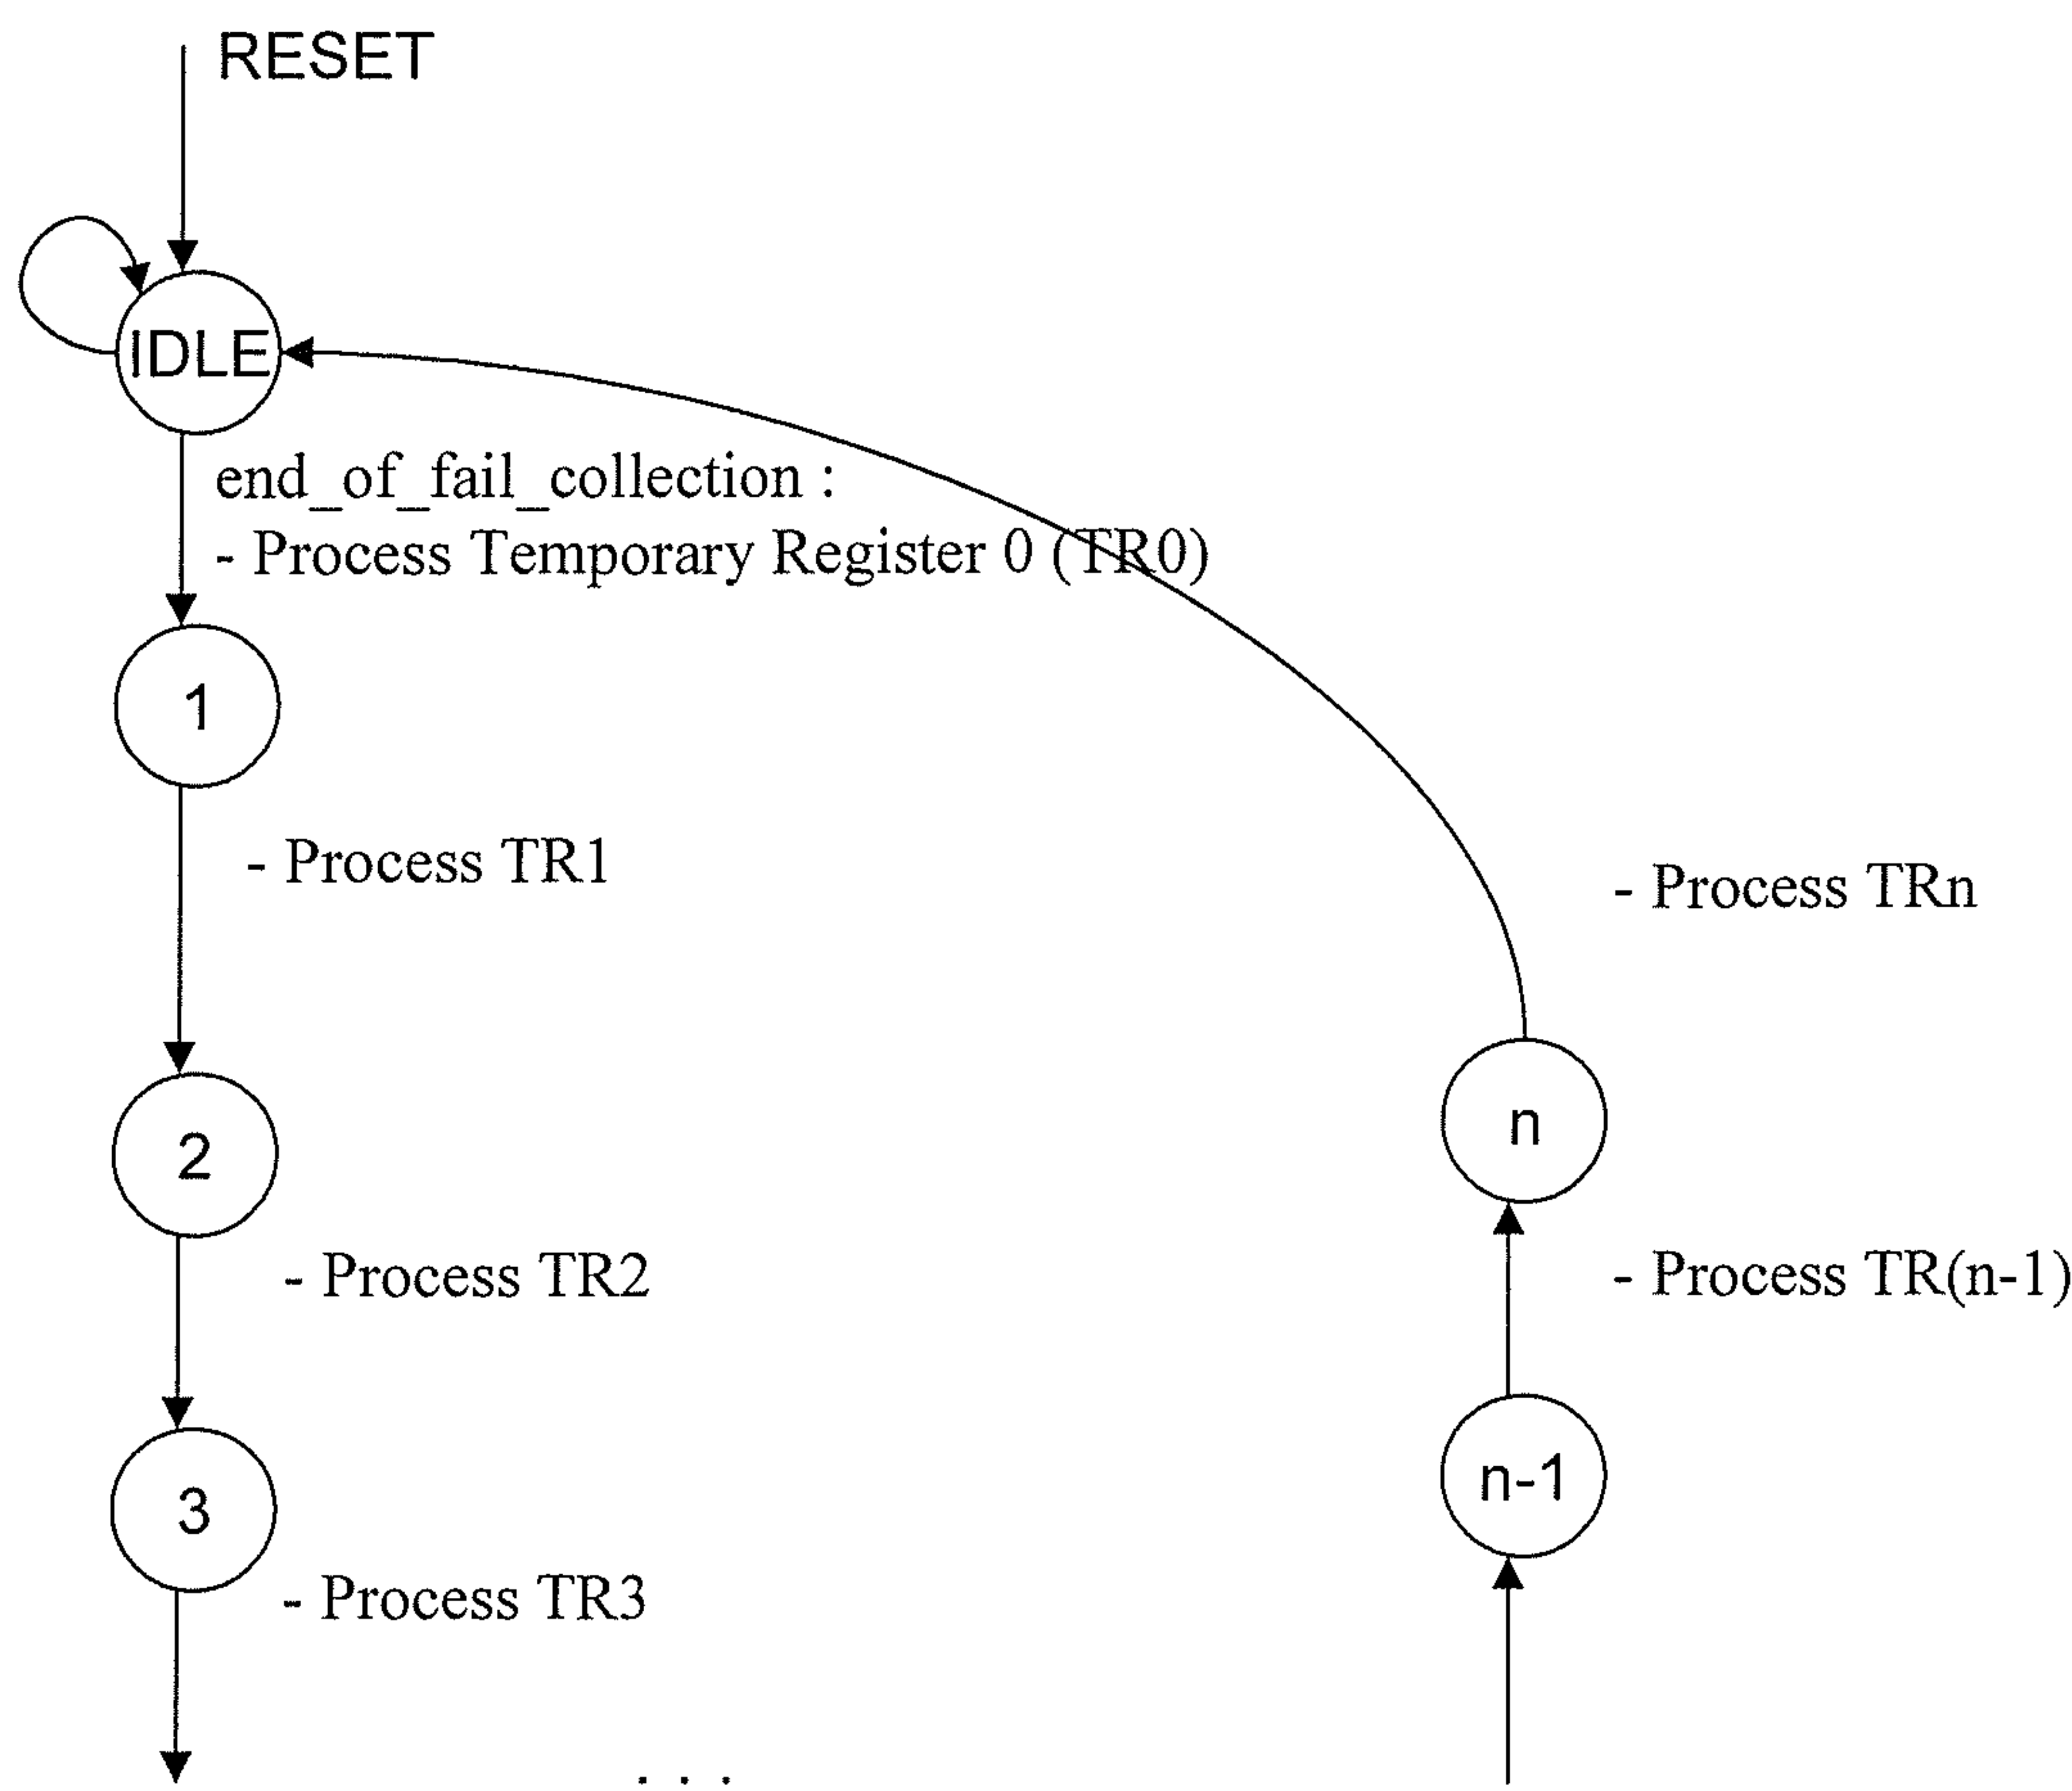 RESET
IDLE
end_of_fail_collection :
- Process Temporary Register 0 (TR0)
1
- Process TR1
2
- Process TR2
3
- Process TR3
. . .
- Process TRn
n
- Process TR(n-1)
n-1